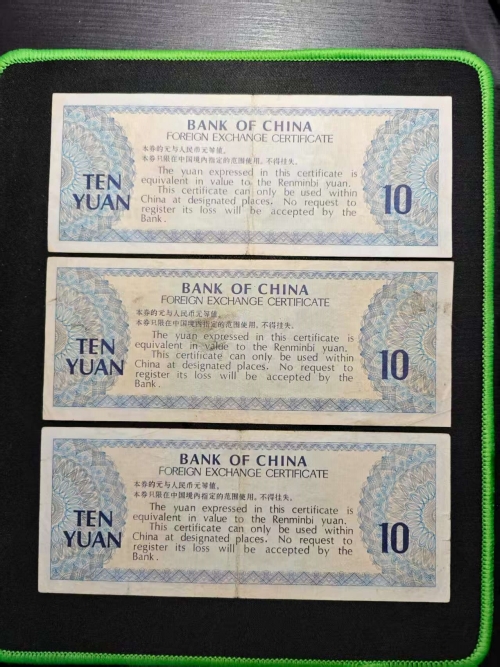 BANK OF CHINA
FOREIGN EXCHANGE CERTIFICATE
本券的元与人民币元等值。
本券只限在中国境内指定的范围使用，不得挂失。
The yuan expressed in this certificate is
equivalent in value to the Renminbi yuan.
This certificate can only be used within
China at designated places. No request to
register its loss will be accepted by the
Bank.
TEN
YUAN
10
BANK OF CHINA
FOREIGN EXCHANGE CERTIFICATE
本券的元与人民币元等值。
本券只限在中国境内指定的范围使用，不得挂失。
The yuan expressed in this certificate is
equivalent in value to the Renminbi yuan.
This certificate can only be used within
China at designated places. No request to
register its loss will be accepted by the
Bank.
TEN
YUAN
10
BANK OF CHINA
FOREIGN EXCHANGE CERTIFICATE
本券的元与人民币元等值。
本券只限在中国境内指定的范围使用，不得挂失。
The yuan expressed in this certificate is
equivalent in value to the Renminbi yuan.
This certificate can only be used within
China at designated places. No request to
register its loss will be accepted by the
Bank.
TEN
YUAN
10